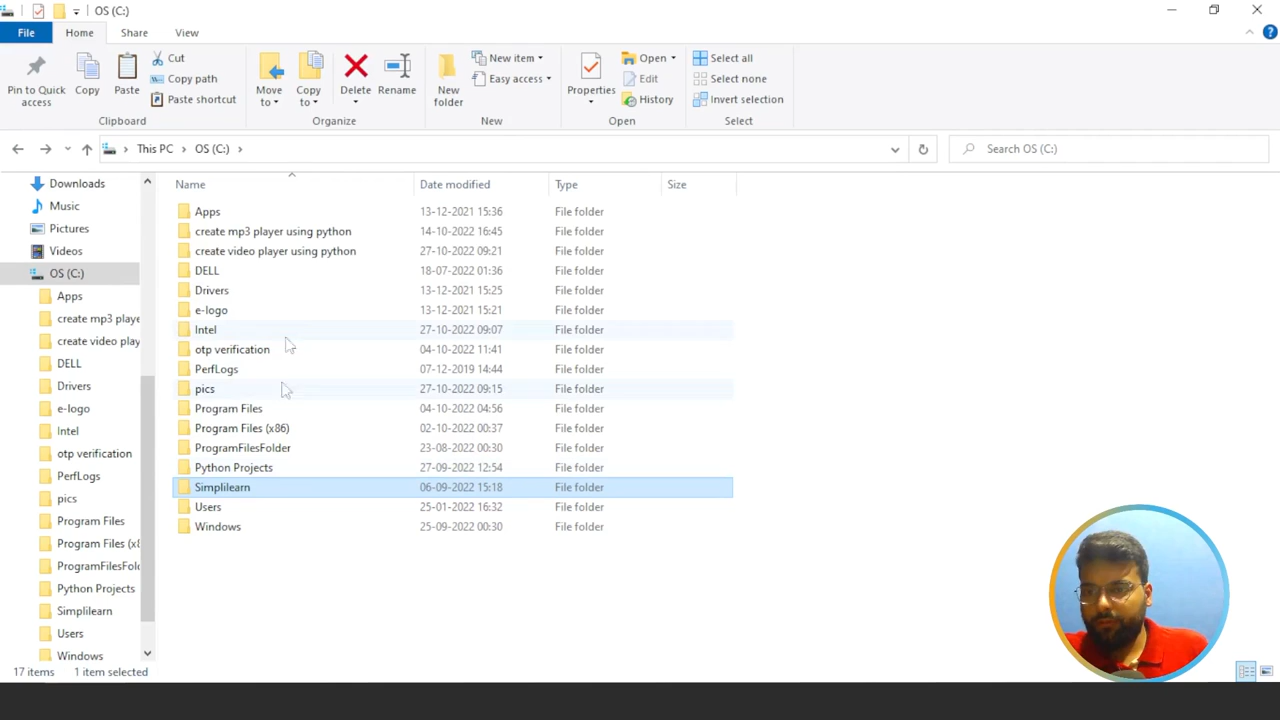 OS (C:)
File Home Share View
Pin to Quick access
Copy
Paste
Cut
Copy path
Paste shortcut
Clipboard
Move to
Copy to
Delete
Rename
Organize
New folder
New item
Easy access
New
Properties
Open
Edit
History
Open
Select all
Select none
Invert selection
Select
This PC OS (C:)
Search OS (C:)
Downloads
Music
Pictures
Videos
OS (C:)
Apps
create mp3 playe
create video play
DELL
Drivers
e-logo
Intel
otp verification
PerfLogs
pics
Program Files
Program Files (x8
ProgramFilesFold
Python Projects
Simplilearn
Users
Windows
Name Date modified Type Size
Apps 13-12-2021 15:36 File folder
create mp3 player using python 14-10-2022 16:45 File folder
create video player using python 27-10-2022 09:21 File folder
DELL 18-07-2022 01:36 File folder
Drivers 13-12-2021 15:25 File folder
e-logo 13-12-2021 15:21 File folder
Intel 27-10-2022 09:07 File folder
otp verification 04-10-2022 11:41 File folder
PerfLogs 07-12-2019 14:44 File folder
pics 27-10-2022 09:15 File folder
Program Files 04-10-2022 04:56 File folder
Program Files (x86) 02-10-2022 00:37 File folder
ProgramFilesFolder 23-08-2022 00:30 File folder
Python Projects 27-09-2022 12:54 File folder
Simplilearn 06-09-2022 15:18 File folder
Users 25-01-2022 16:32 File folder
Windows 25-09-2022 00:30 File folder
17 items 1 item selected